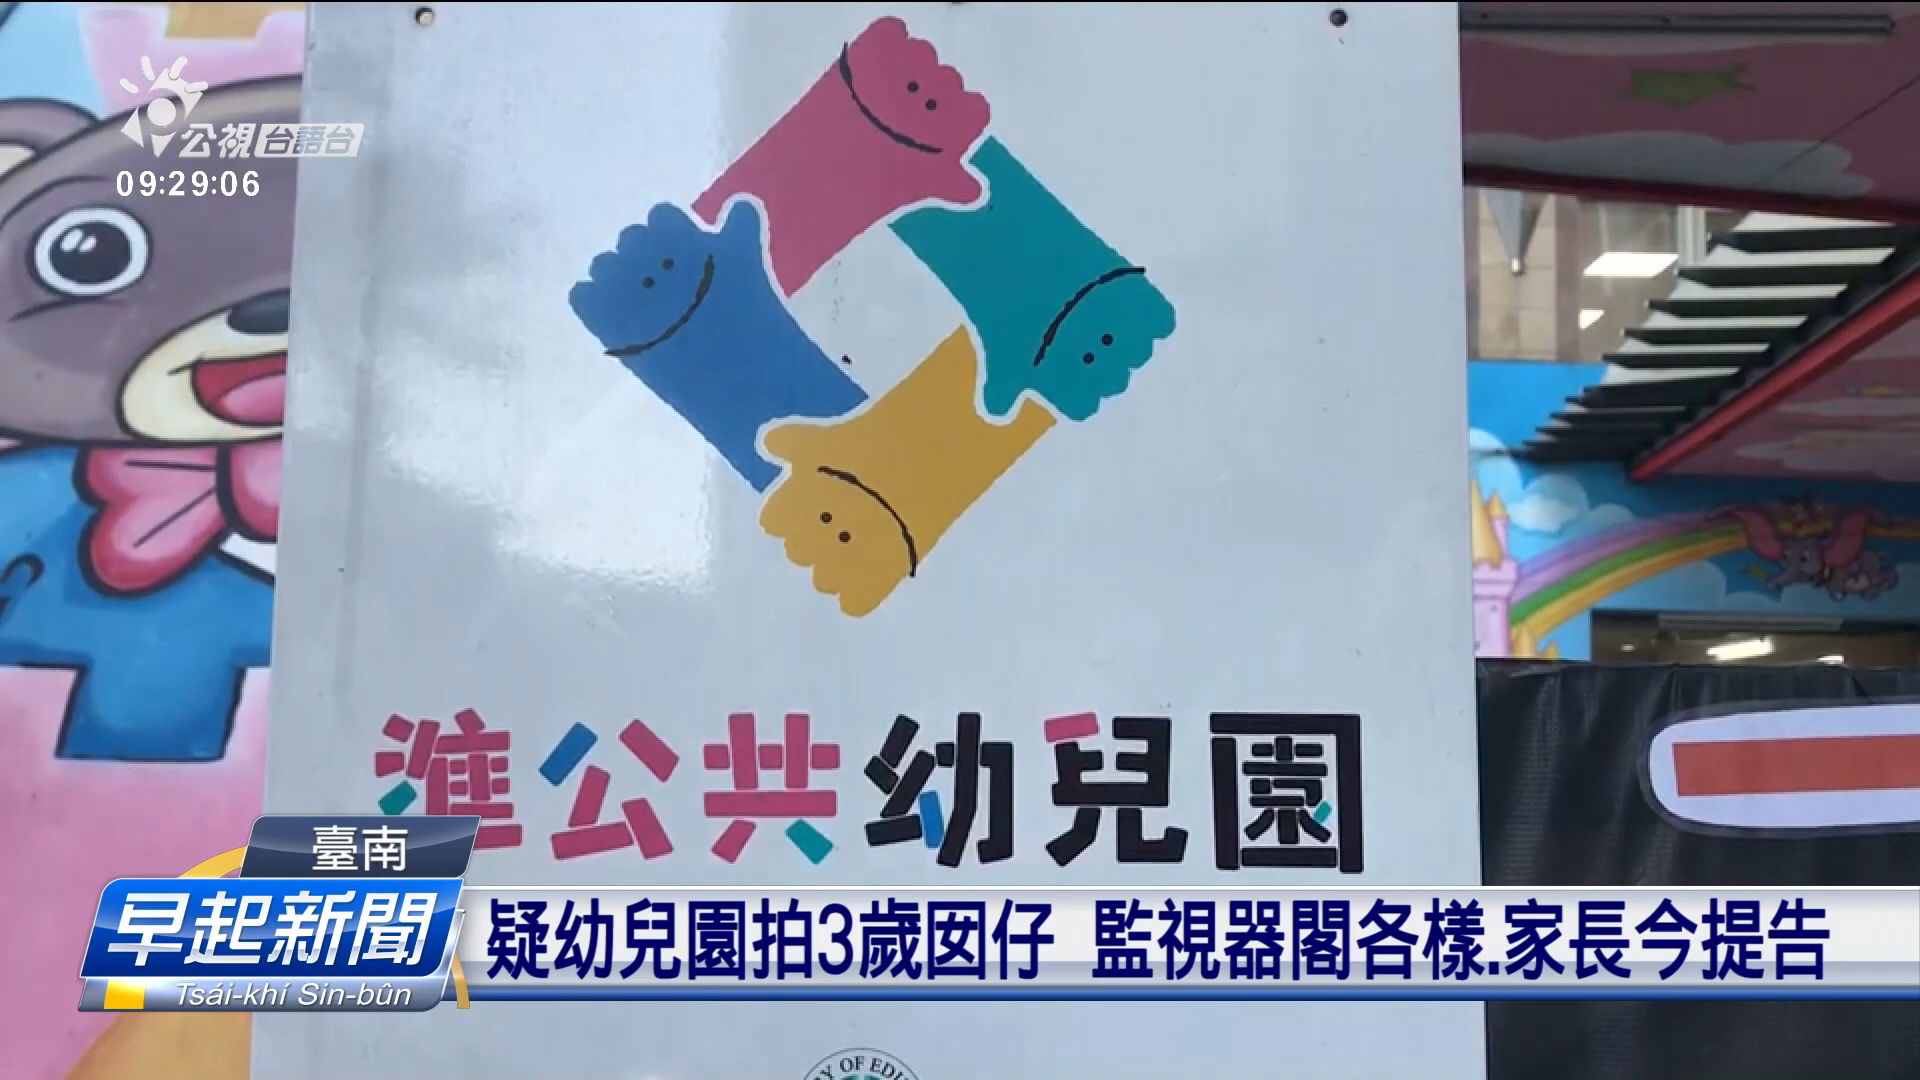 公視台語台
09:29:06
準公共幼兒園
臺南
早起新聞
Tsái-khí Sin-bûn
疑幼兒園拍3歲囡仔 監視器閣各樣.家長今提告
OF EDU